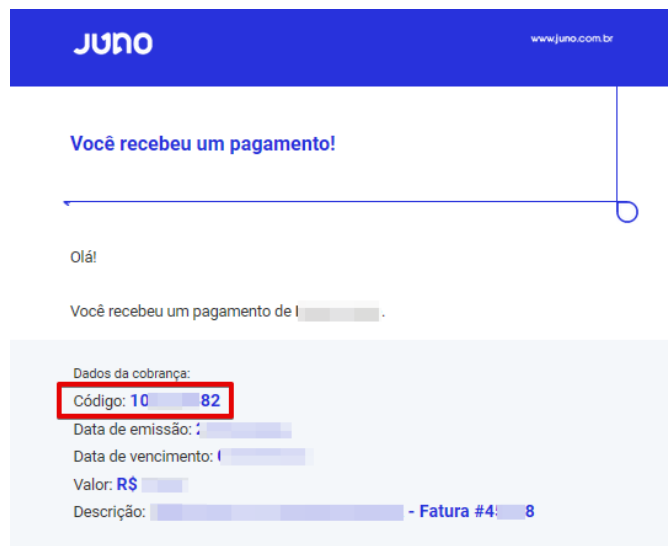 JUNO
www.juno.com.br
Você recebeu um pagamento!
Olá!
Você recebeu um pagamento de .
Dados da cobrança:
Código: 10 82
Data de emissão:
Data de vencimento:
Valor: R$
Descrição: - Fatura #4 8